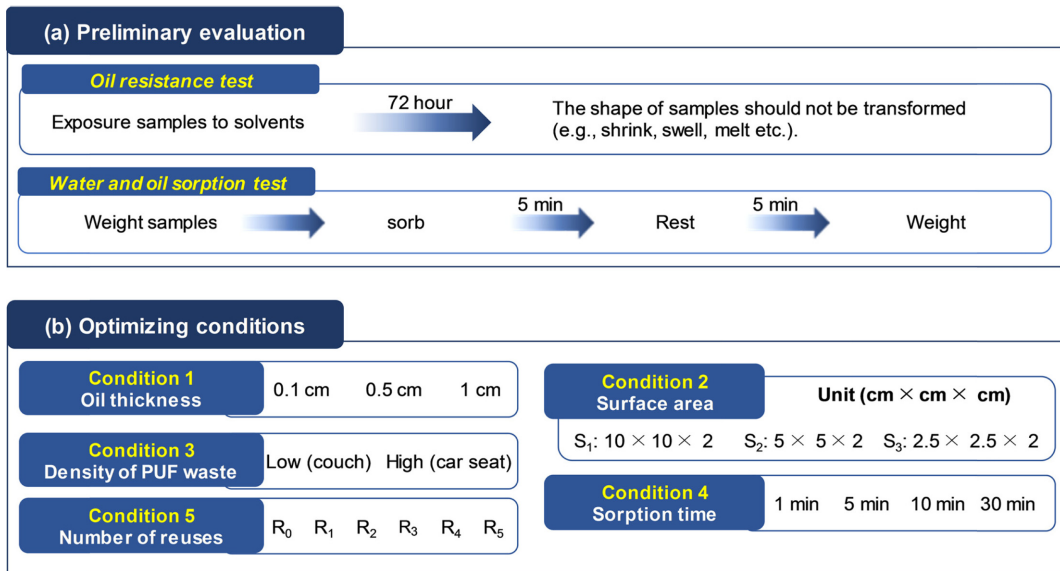 (a) Preliminary evaluation
Oil resistance test
Exposure samples to solvents
72 hour
The shape of samples should not be transformed
(e.g., shrink, swell, melt etc.).
Water and oil sorption test
Weight samples
sorb
5 min
Rest
5 min
Weight
(b) Optimizing conditions
Condition 1
Oil thickness
0.1 cm 0.5 cm 1 cm
Condition 2
Surface area
Unit (cm × cm × cm)
S₁: 10 × 10 × 2 S₂: 5 × 5 × 2 S₃: 2.5 × 2.5 × 2
Condition 3
Density of PUF waste
Low (couch) High (car seat)
Condition 4
Sorption time
1 min 5 min 10 min 30 min
Condition 5
Number of reuses
R₀ R₁ R₂ R₃ R₄ R₅